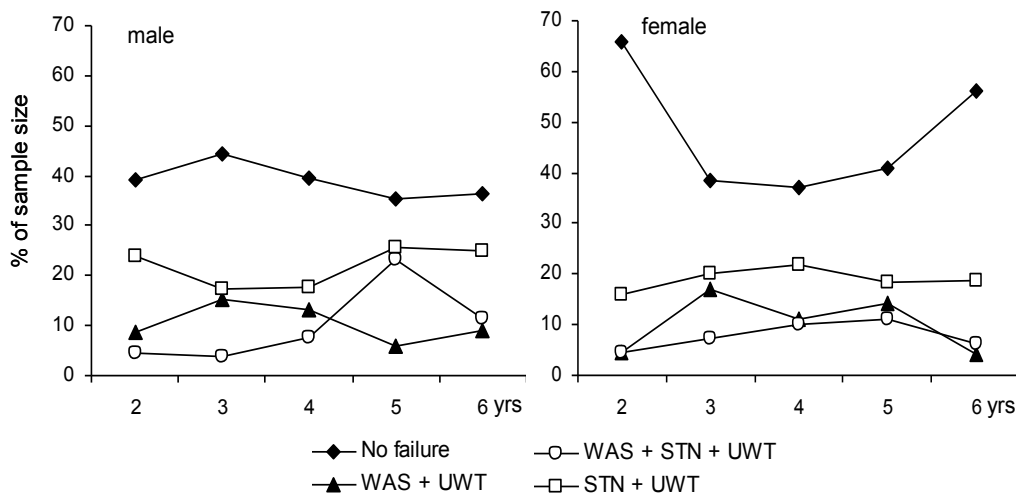 male
female
% of sample size
70
60
50
40
30
20
10
0
2 3 4 5 6 yrs
70
60
50
40
30
20
10
0
2 3 4 5 6 yrs
No failure
WAS + STN + UWT
WAS + UWT
STN + UWT